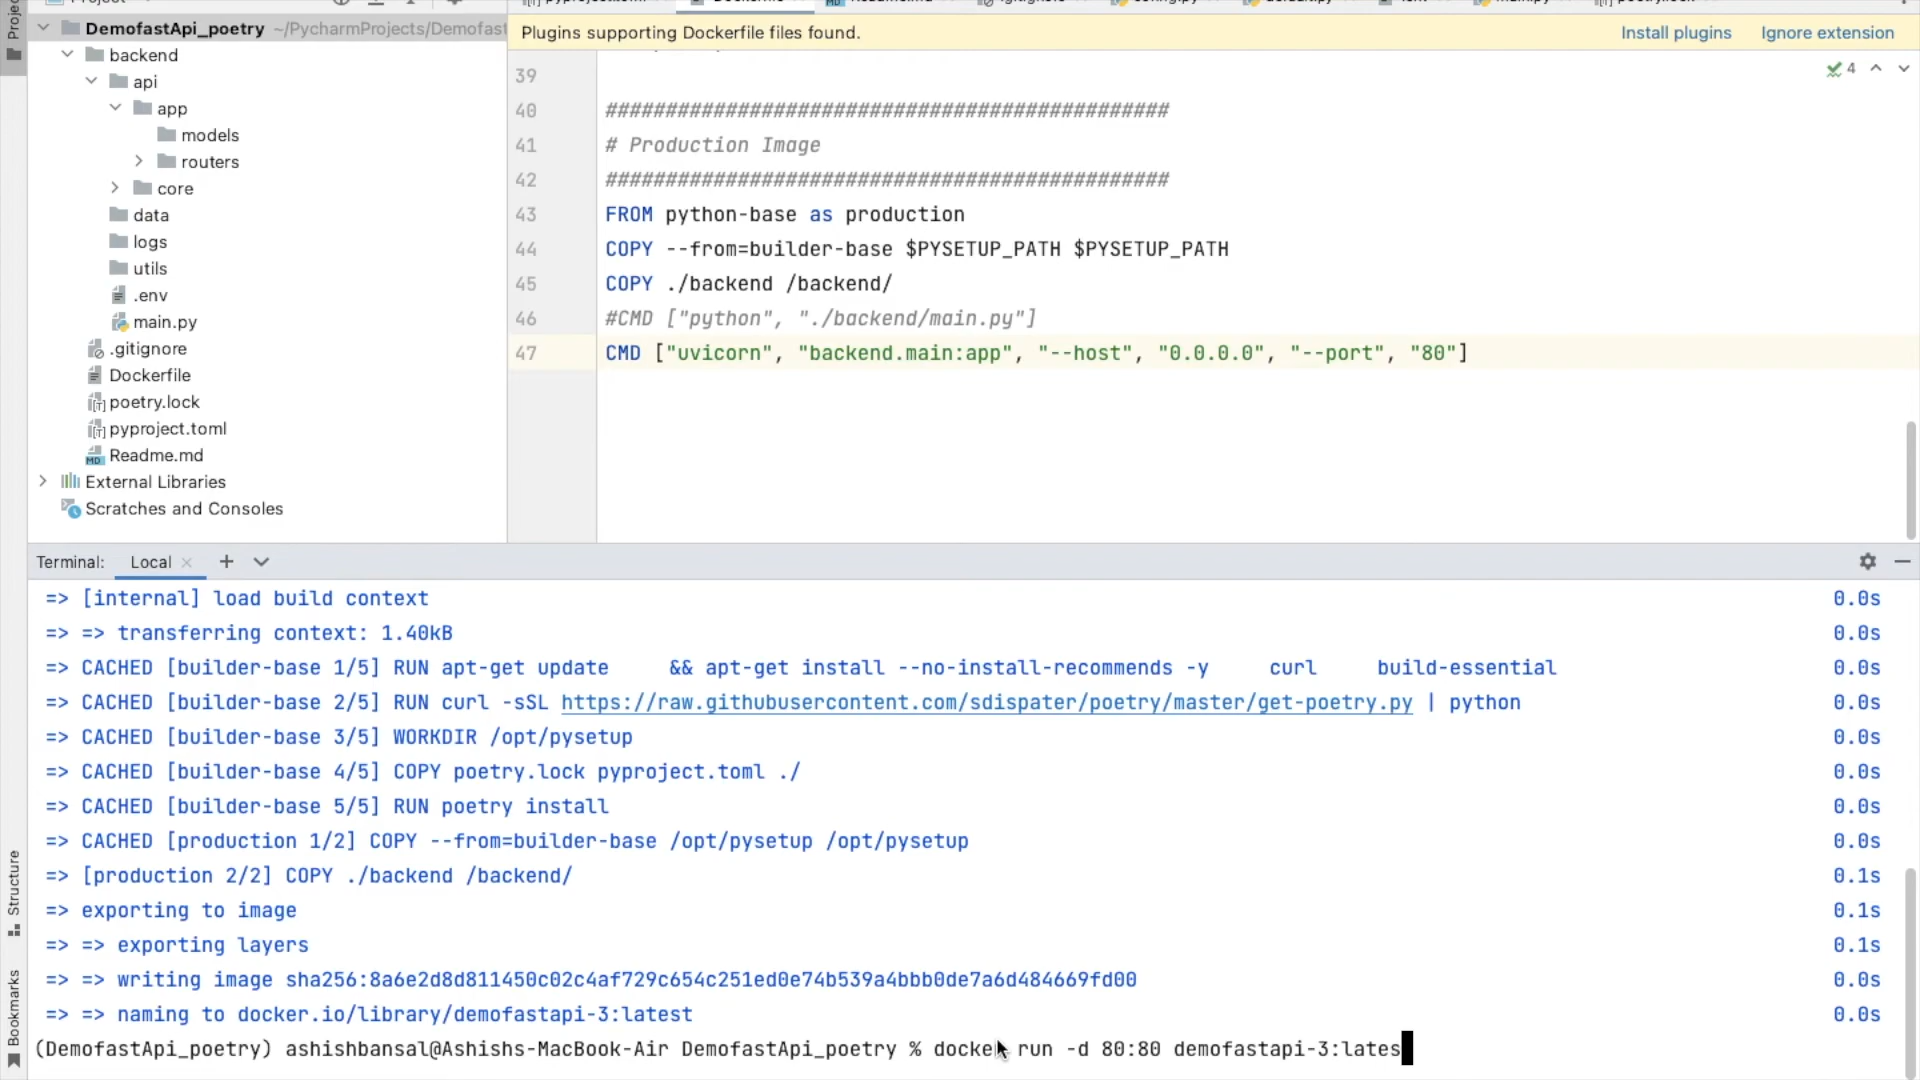 Project
DemofastApi_poetry ~/PycharmProjects/Demofast
backend
api
app
models
routers
core
data
logs
utils
.env
main.py
.gitignore
Dockerfile
poetry.lock
pyproject.toml
Readme.md
External Libraries
Scratches and Consoles
Plugins supporting Dockerfile files found. Install plugins Ignore extension
4
39
40 ###############################################
41 # Production Image
42 ###############################################
43 FROM python-base as production
44 COPY --from=builder-base $PYSETUP_PATH $PYSETUP_PATH
45 COPY ./backend /backend/
46 #CMD ["python", "./backend/main.py"]
47 CMD ["uvicorn", "backend.main:app", "--host", "0.0.0.0", "--port", "80"]
Terminal: Local
=> [internal] load build context 0.0s
=> => transferring context: 1.40kB 0.0s
=> CACHED [builder-base 1/5] RUN apt-get update && apt-get install --no-install-recommends -y curl build-essential 0.0s
=> CACHED [builder-base 2/5] RUN curl -sSL https://raw.githubusercontent.com/sdispater/poetry/master/get-poetry.py | python 0.0s
=> CACHED [builder-base 3/5] WORKDIR /opt/pysetup 0.0s
=> CACHED [builder-base 4/5] COPY poetry.lock pyproject.toml ./ 0.0s
=> CACHED [builder-base 5/5] RUN poetry install 0.0s
=> CACHED [production 1/2] COPY --from=builder-base /opt/pysetup /opt/pysetup 0.0s
=> [production 2/2] COPY ./backend /backend/ 0.1s
=> exporting to image 0.1s
=> => exporting layers 0.1s
=> => writing image sha256:8a6e2d8d811450c02c4af729c654c251ed0e74b539a4bbb0de7a6d484669fd00 0.0s
=> => naming to docker.io/library/demofastapi-3:latest 0.0s
(DemofastApi_poetry) ashishbansal@Ashishs-MacBook-Air DemofastApi_poetry % docker run -d 80:80 demofastapi-3:lates
Structure
Bookmarks